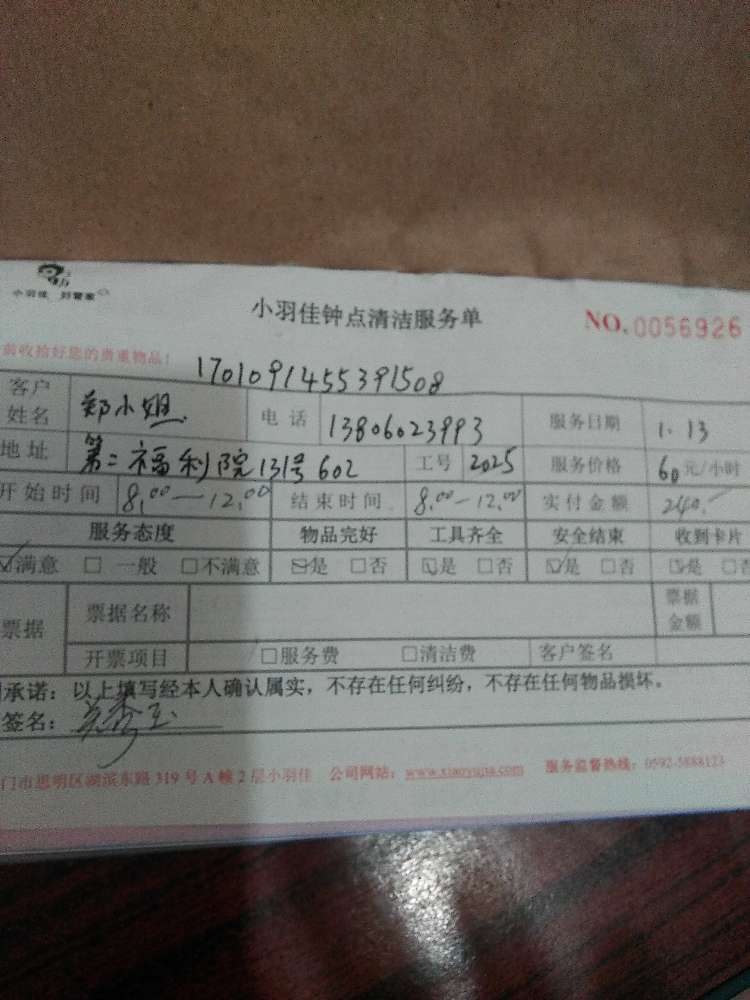 小羽佳 好管家
小羽佳钟点清洁服务单
NO.0056926
前收拾好您的贵重物品！
1701091455391508
客户姓名 郑小姐 电话 13806023993 服务日期 1.13
地址 第二福利院131号602 工号 2025 服务价格 60元/小时
开始时间 8:00—12:00 结束时间 8:00—12:00 实付金额 240.-
服务态度 物品完好 工具齐全 安全结束 收到卡片
☑满意 □一般 □不满意 ☑是 □否 ☑是 □否 ☑是 □否 ☑是 □否
票据 票据名称 票据金额
开票项目 □服务费 □清洁费 客户签名
承诺：以上填写经本人确认属实，不存在任何纠纷，不存在任何物品损坏。
签名：
门市思明区湖滨东路319号A幢2层小羽佳 公司网站：www.xiaoyujia.com 服务监督热线：0592-5888123